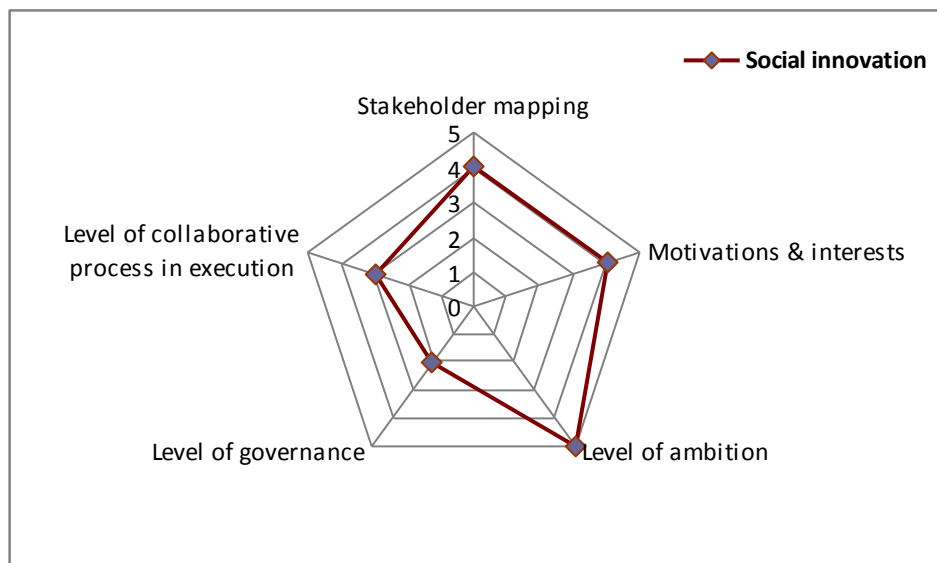 Social innovation
Stakeholder mapping
5
4
3
2
1
0
Motivations & interests
Level of ambition
Level of governance
Level of collaborative
process in execution